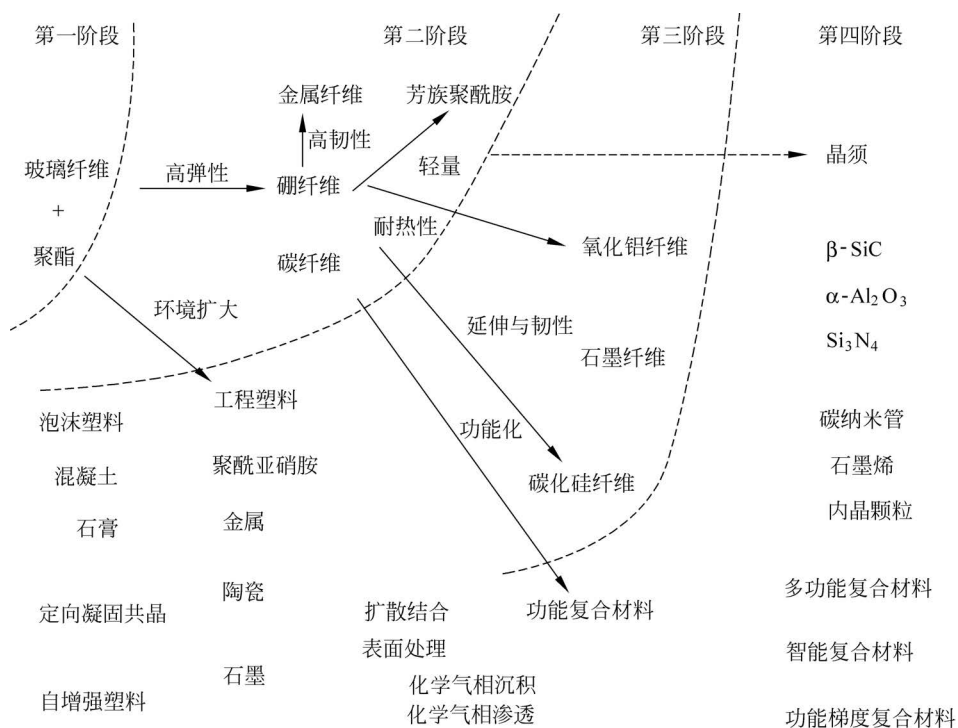 第一阶段
第二阶段
第三阶段
第四阶段
金属纤维
芳族聚酰胺
高韧性
玻璃纤维
高弹性
硼纤维
轻量
晶须
+
聚酯
耐热性
碳纤维
氧化铝纤维
β-SiC
α-Al₂O₃
Si₃N₄
环境扩大
延伸与韧性
石墨纤维
工程塑料
泡沫塑料
功能化
碳纳米管
混凝土
聚酰亚硝胺
碳化硅纤维
石墨烯
石膏
金属
内晶颗粒
陶瓷
定向凝固共晶
扩散结合
功能复合材料
多功能复合材料
表面处理
智能复合材料
石墨
化学气相沉积
自增强塑料
化学气相渗透
功能梯度复合材料